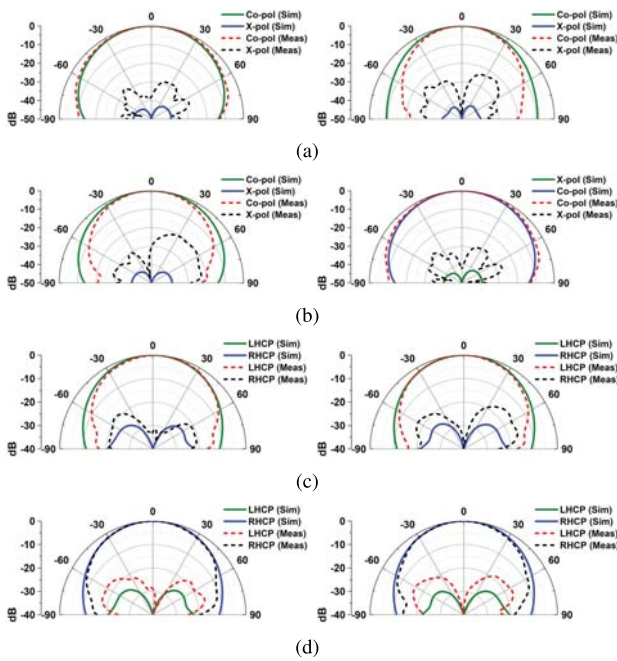 0
-30
30
-60
60
0
-10
-20
-30
-40
-50
dB
-90
90
Co-pol (Sim)
X-pol (Sim)
Co-pol (Meas)
X-pol (Meas)
0
-30
30
-60
60
0
-10
-20
-30
-40
-50
dB
-90
90
Co-pol (Sim)
X-pol (Sim)
Co-pol (Meas)
X-pol (Meas)
(a)
0
-30
30
-60
60
0
-10
-20
-30
-40
-50
dB
-90
90
Co-pol (Sim)
X-pol (Sim)
Co-pol (Meas)
X-pol (Meas)
0
-30
30
-60
60
0
-10
-20
-30
-40
-50
dB
-90
90
X-pol (Sim)
Co-pol (Sim)
Co-pol (Meas)
X-pol (Meas)
(b)
0
-30
30
-60
60
0
-10
-20
-30
-40
dB
-90
90
LHCP (Sim)
RHCP (Sim)
LHCP (Meas)
RHCP (Meas)
0
-30
30
-60
60
0
-10
-20
-30
-40
dB
-90
90
LHCP (Sim)
RHCP (Sim)
LHCP (Meas)
RHCP (Meas)
(c)
0
-30
30
-60
60
0
-10
-20
-30
-40
dB
-90
90
LHCP (Sim)
RHCP (Sim)
LHCP (Meas)
RHCP (Meas)
0
-30
30
-60
60
0
-10
-20
-30
-40
dB
-90
90
LHCP (Sim)
RHCP (Sim)
LHCP (Meas)
RHCP (Meas)
(d)